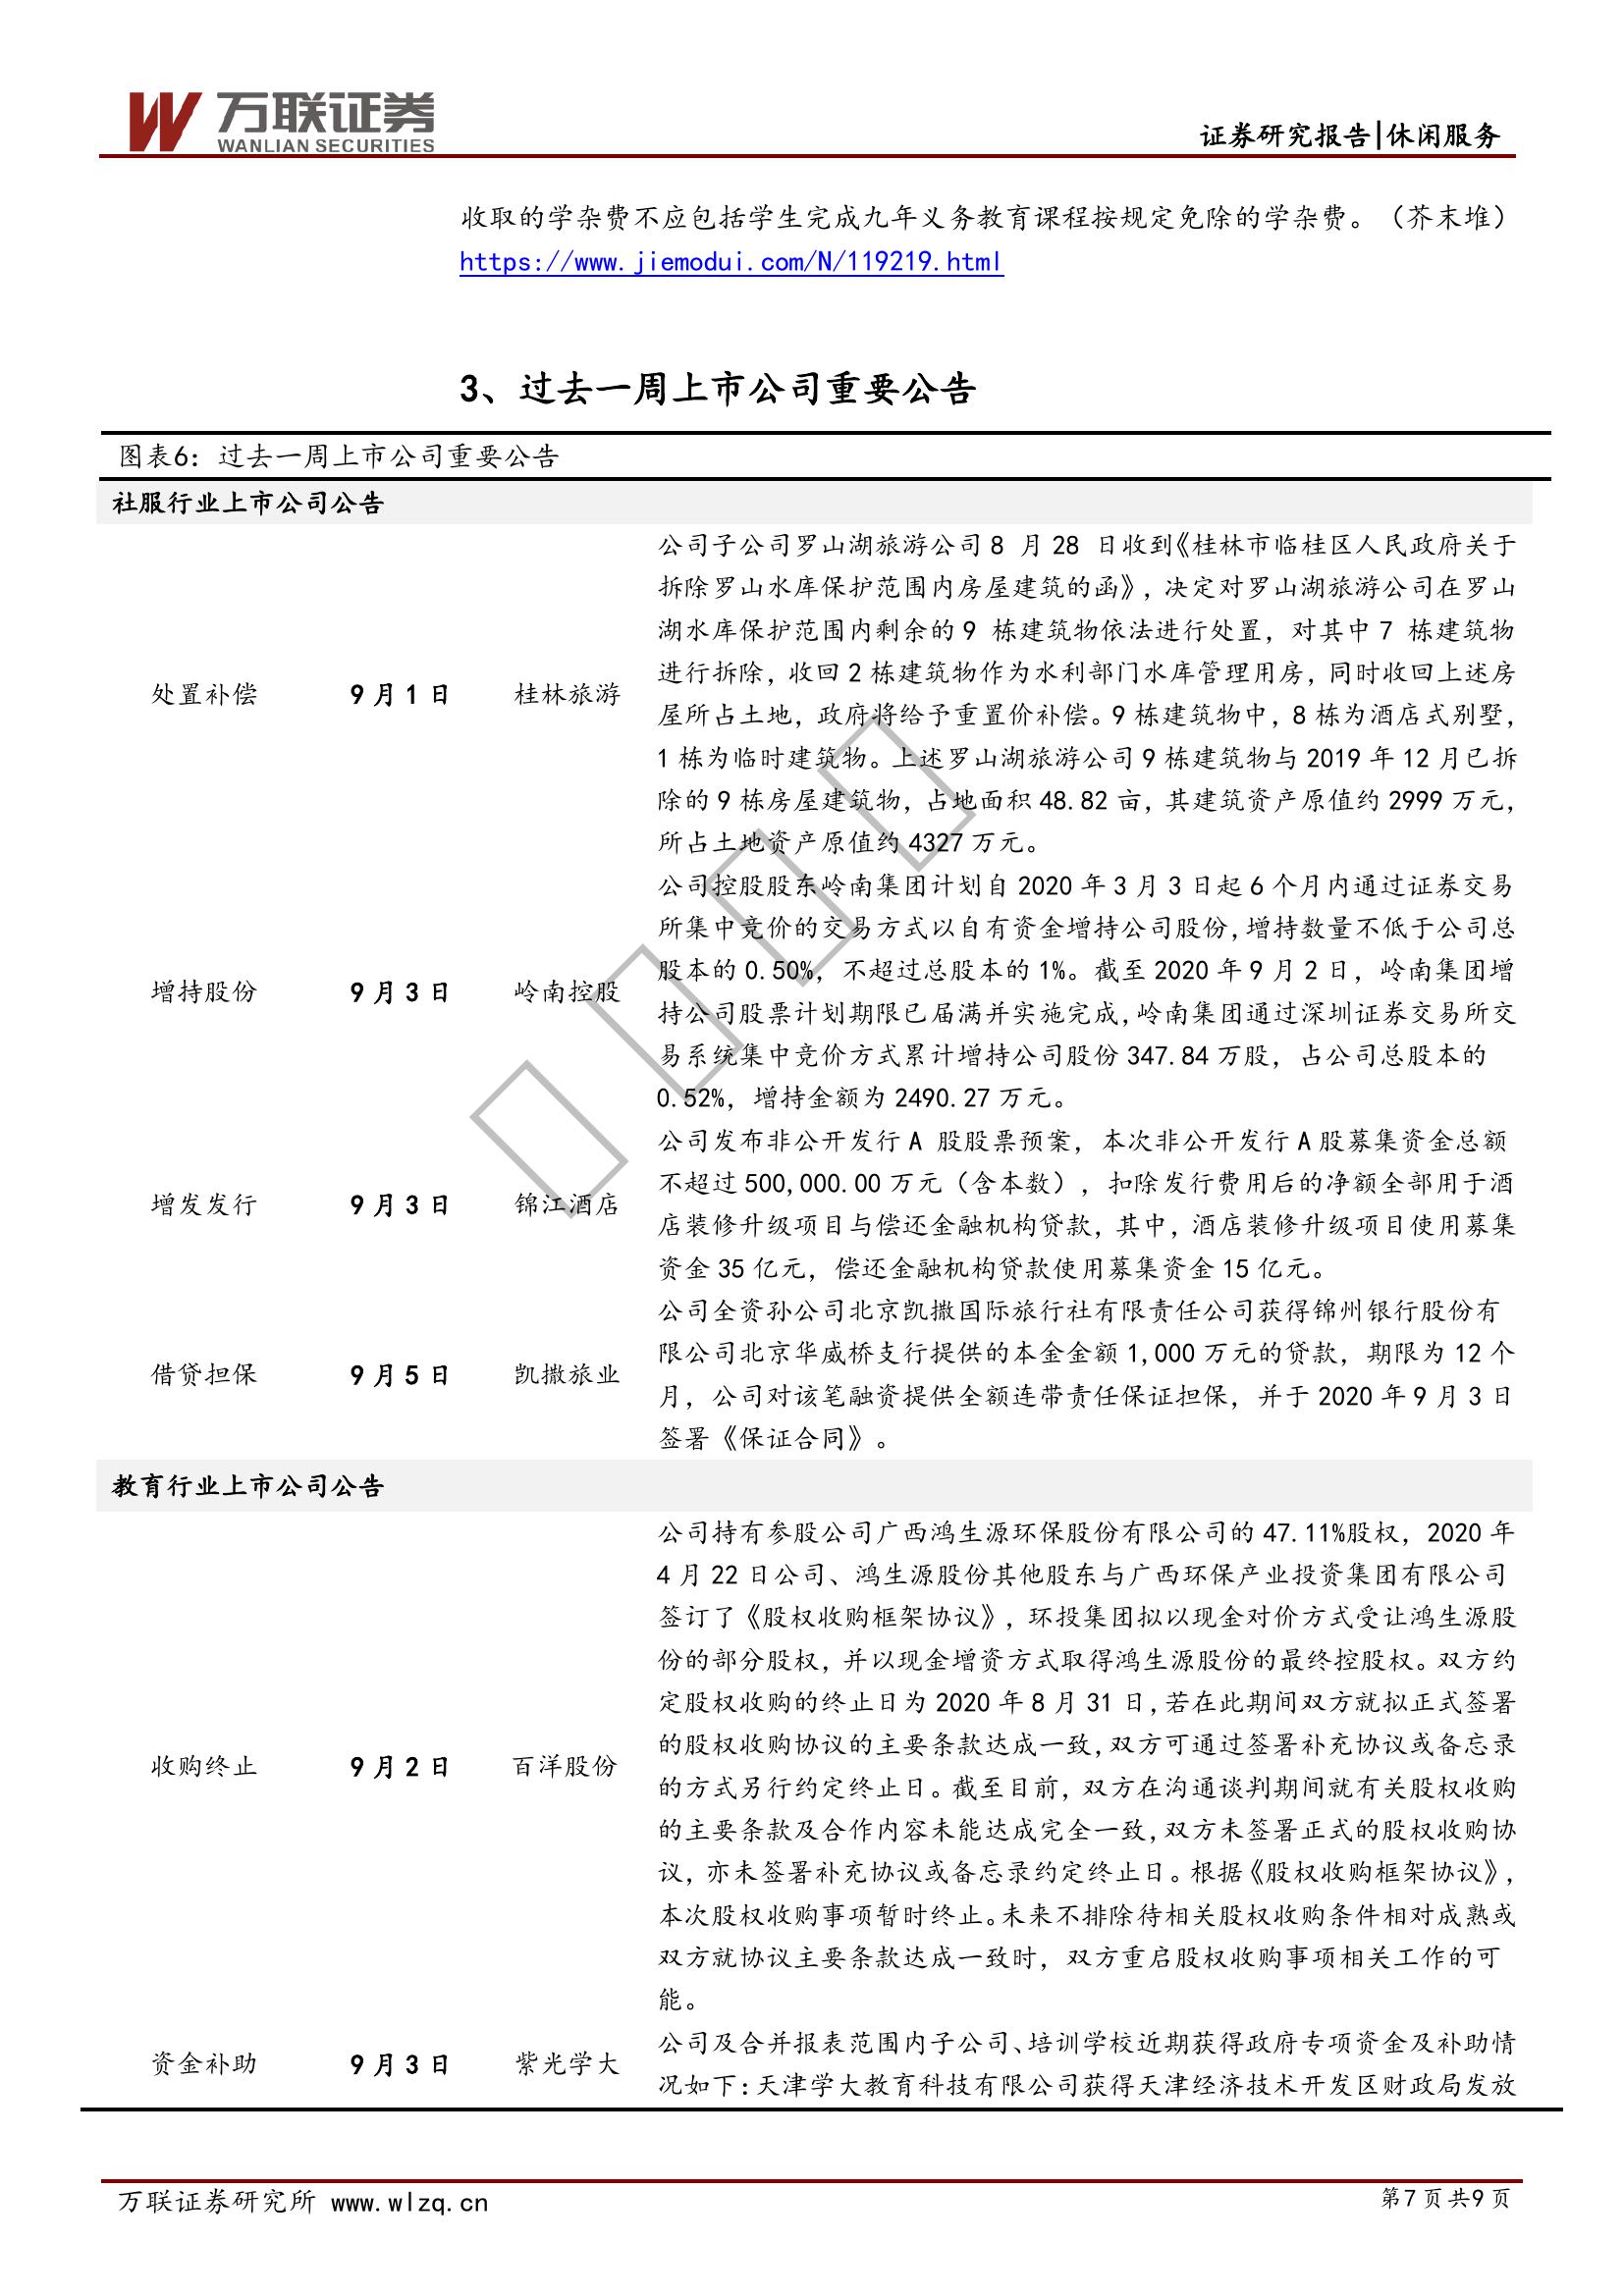 万联证券
WANLIAN SECURITIES
证券研究报告|休闲服务
收取的学杂费不应包括学生完成九年义务教育课程按规定免除的学杂费。（芥末堆）
https://www.jiemodui.com/N/119219.html
3、过去一周上市公司重要公告
图表6：过去一周上市公司重要公告
社服行业上市公司公告
处置补偿 9月1日 桂林旅游
公司子公司罗山湖旅游公司8 月28 日收到《桂林市临桂区人民政府关于
拆除罗山水库保护范围内房屋建筑的函》，决定对罗山湖旅游公司在罗山
湖水库保护范围内剩余的9 栋建筑物依法进行处置，对其中7 栋建筑物
进行拆除，收回2栋建筑物作为水利部门水库管理用房，同时收回上述房
屋所占土地，政府将给予重置价补偿。9栋建筑物中，8栋为酒店式别墅，
1栋为临时建筑物。上述罗山湖旅游公司9栋建筑物与2019年12月已拆
除的9栋房屋建筑物，占地面积48.82亩，其建筑资产原值约2999万元，
所占土地资产原值约4327万元。
增持股份 9月3日 岭南控股
公司控股股东岭南集团计划自2020年3月3日起6个月内通过证券交易
所集中竞价的交易方式以自有资金增持公司股份，增持数量不低于公司总
股本的0.50%，不超过总股本的1%。截至2020年9月2日，岭南集团增
持公司股票计划期限已届满并实施完成，岭南集团通过深圳证券交易所交
易系统集中竞价方式累计增持公司股份347.84万股，占公司总股本的
0.52%，增持金额为2490.27万元。
增发发行 9月3日 锦江酒店
公司发布非公开发行A 股股票预案，本次非公开发行A股募集资金总额
不超过500,000.00万元（含本数），扣除发行费用后的净额全部用于酒
店装修升级项目与偿还金融机构贷款，其中，酒店装修升级项目使用募集
资金35亿元，偿还金融机构贷款使用募集资金15亿元。
借贷担保 9月5日 凯撒旅业
公司全资孙公司北京凯撒国际旅行社有限责任公司获得锦州银行股份有
限公司北京华威桥支行提供的本金金额1,000万元的贷款，期限为12个
月，公司对该笔融资提供全额连带责任保证担保，并于2020年9月3日
签署《保证合同》。
教育行业上市公司公告
收购终止 9月2日 百洋股份
公司持有参股公司广西鸿生源环保股份有限公司的47.11%股权，2020年
4月22日公司、鸿生源股份其他股东与广西环保产业投资集团有限公司
签订了《股权收购框架协议》，环投集团拟以现金对价方式受让鸿生源股
份的部分股权，并以现金增资方式取得鸿生源股份的最终控股权。双方约
定股权收购的终止日为2020年8月31日，若在此期间双方就拟正式签署
的股权收购协议的主要条款达成一致，双方可通过签署补充协议或备忘录
的方式另行约定终止日。截至目前，双方在沟通谈判期间就有关股权收购
的主要条款及合作内容未能达成完全一致，双方未签署正式的股权收购协
议，亦未签署补充协议或备忘录约定终止日。根据《股权收购框架协议》，
本次股权收购事项暂时终止。未来不排除待相关股权收购条件相对成熟或
双方就协议主要条款达成一致时，双方重启股权收购事项相关工作的可
能。
资金补助 9月3日 紫光学大
公司及合并报表范围内子公司、培训学校近期获得政府专项资金及补助情
况如下：天津学大教育科技有限公司获得天津经济技术开发区财政局发放
万联证券研究所 www.wlzq.cn
第7页共9页